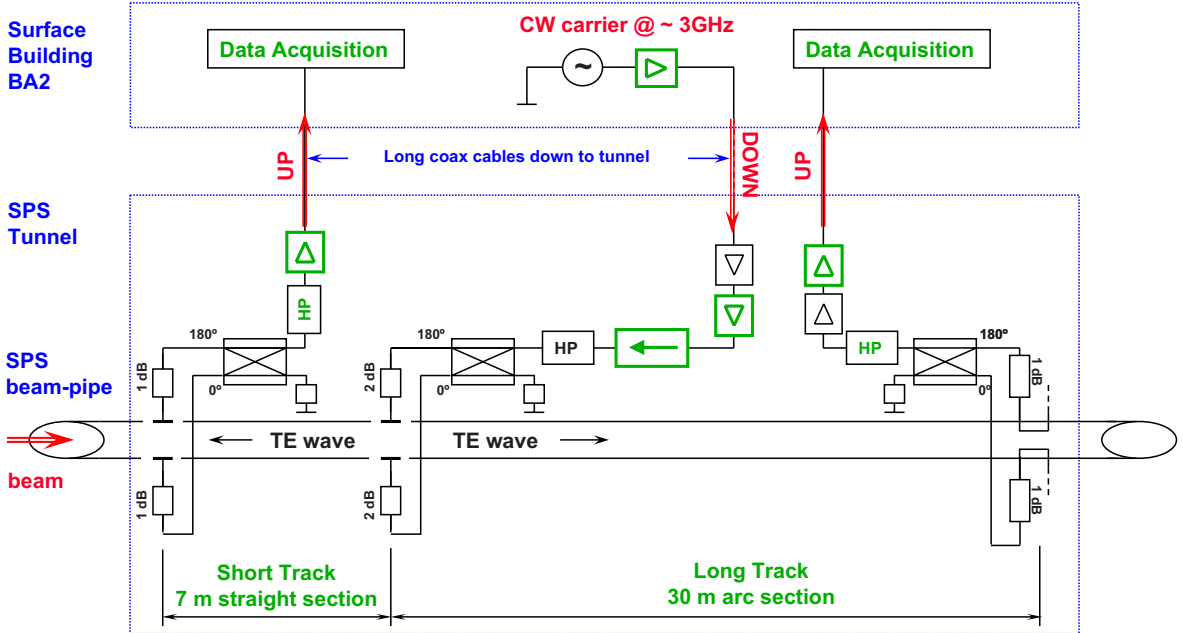 Surface
Building
BA2
Data Acquisition
CW carrier @ ~ 3GHz
~
Data Acquisition
UP
Long coax cables down to tunnel
DOWN
UP
SPS
Tunnel
HP
180º
0º
1 dB
180º
0º
2 dB
HP
HP
180º
0º
1 dB
SPS
beam-pipe
TE wave
TE wave
beam
1 dB
2 dB
1 dB
Short Track
7 m straight section
Long Track
30 m arc section